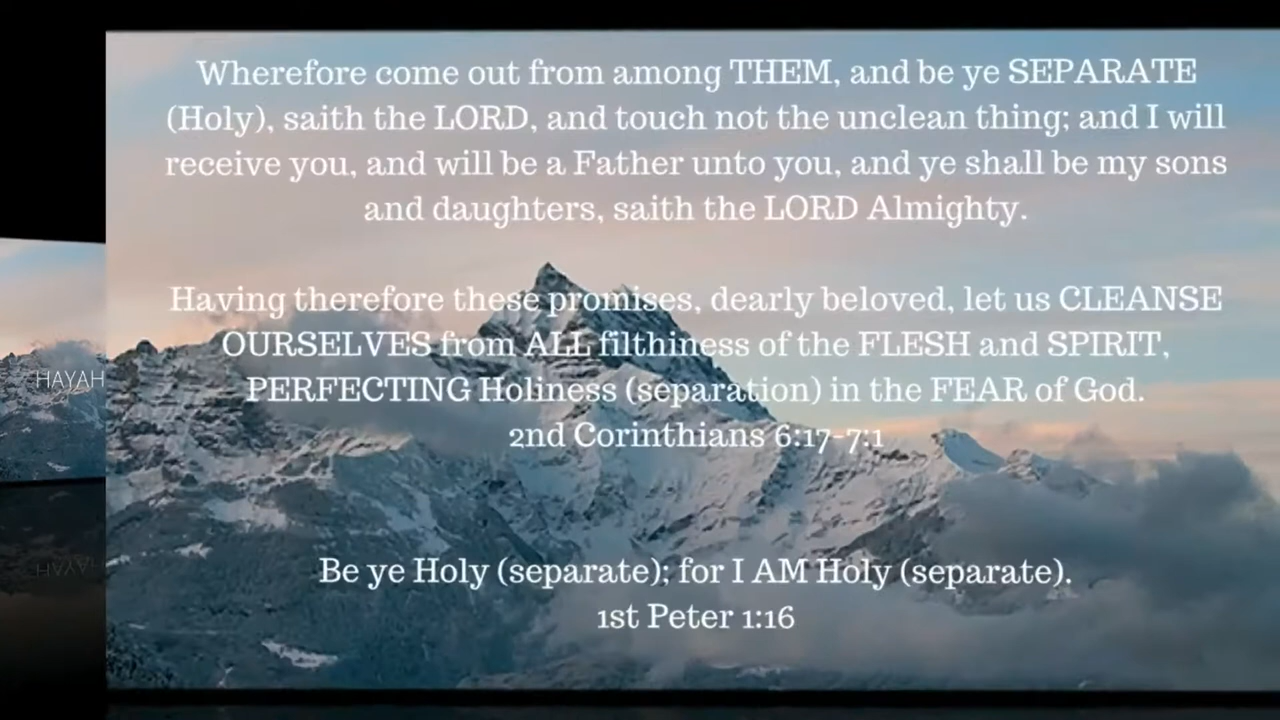 Wherefore come out from among THEM, and be ye SEPARATE
(Holy), saith the LORD, and touch not the unclean thing; and I will
receive you, and will be a Father unto you, and ye shall be my sons
and daughters, saith the LORD Almighty.
Having therefore these promises, dearly beloved, let us CLEANSE
OURSELVES from ALL filthiness of the FLESH and SPIRIT,
PERFECTING Holiness (separation) in the FEAR of God.
2nd Corinthians 6:17-7:1
Be ye Holy (separate); for I AM Holy (separate).
1st Peter 1:16
HAYAH